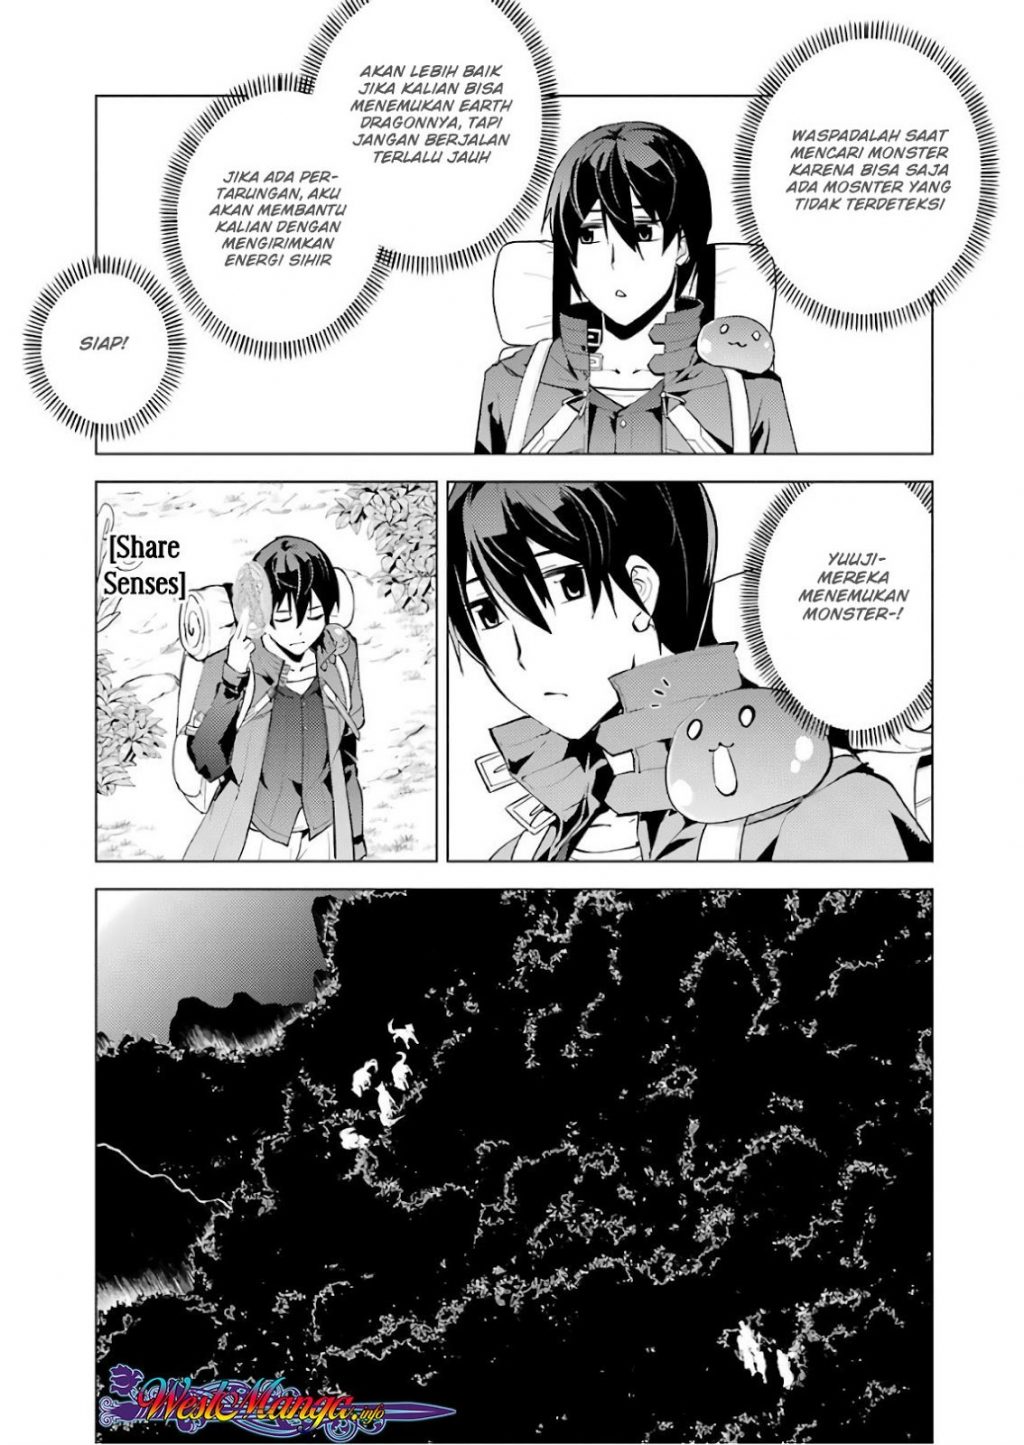 WASPADALAH SAAT
MENCARI MONSTER
KARENA BISA SAJA
ADA MOSNTER YANG
TIDAK TERDETEKSI
AKAN LEBIH BAIK
JIKA KALIAN BISA
MENEMUKAN EARTH
DRAGONNYA, TAPI
JANGAN BERJALAN
TERLALU JAUH
JIKA ADA PER-
TARUNGAN, AKU
AKAN MEMBANTU
KALIAN DENGAN
MENGIRIMKAN
ENERGI SIHIR
SIAP!
YUUJI-
MEREKA
MENEMUKAN
MONSTER-!
[Share
Senses]
WestManga.info